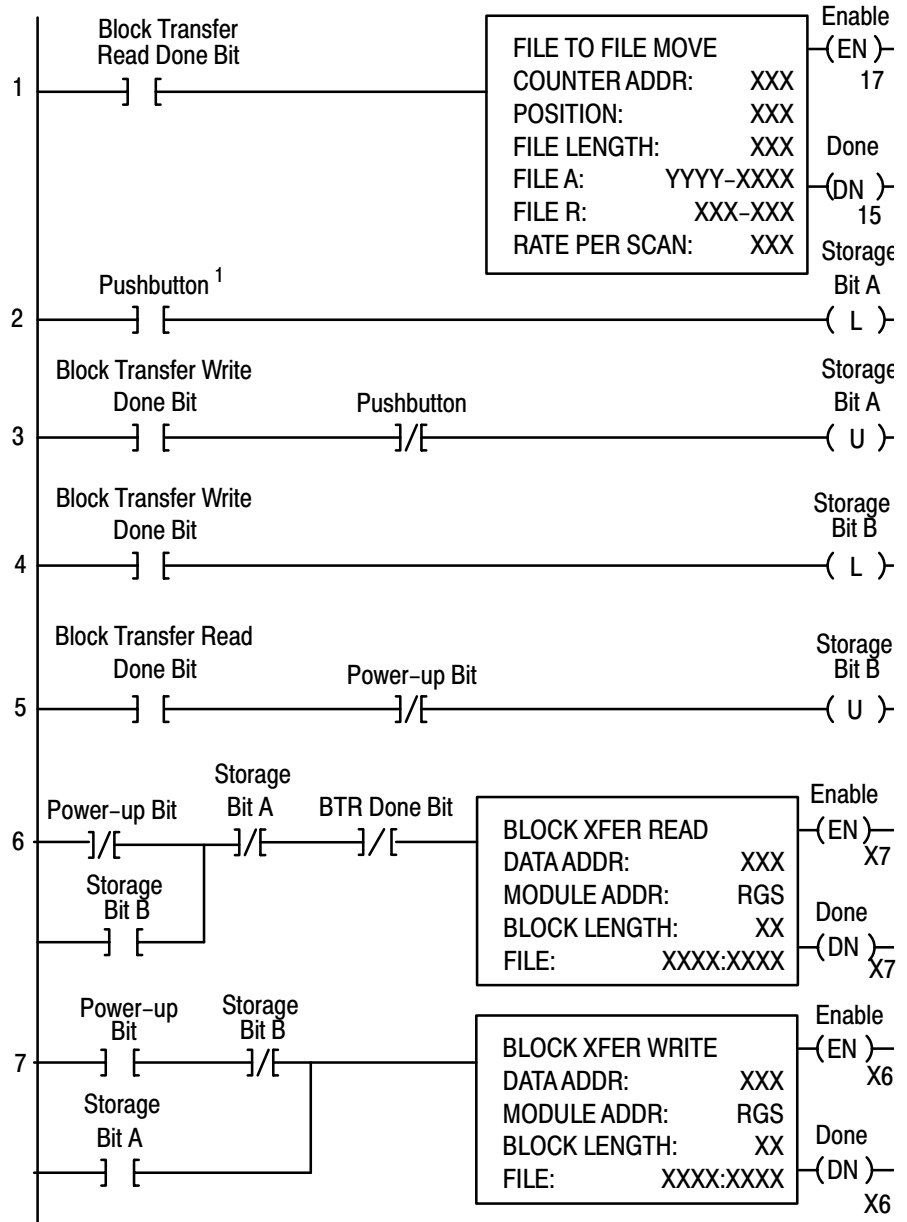 Block Transfer
Read Done Bit
1
] [
FILE TO FILE MOVE
COUNTER ADDR: XXX
POSITION: XXX
FILE LENGTH: XXX
FILE A: YYYY–XXXX
FILE R: XXX–XXX
RATE PER SCAN: XXX
Enable
(EN)
17
Done
(DN)
15
Pushbutton 1
Storage
Bit A
2
] [
( L )
Block Transfer Write
Done Bit
Pushbutton
Storage
Bit A
3
] [
]/[
( U )
Block Transfer Write
Done Bit
Storage
Bit B
4
] [
( L )
Block Transfer Read
Done Bit
Power–up Bit
Storage
Bit B
5
] [
]/[
( U )
Power–up Bit
Storage
Bit A
BTR Done Bit
6
]/[
]/[
]/[
Storage
Bit B
] [
BLOCK XFER READ
DATA ADDR: XXX
MODULE ADDR: RGS
BLOCK LENGTH: XX
FILE: XXXX:XXXX
Enable
(EN)
X7
Done
(DN)
X7
Power–up
Bit
Storage
Bit B
7
] [
]/[
Storage
Bit A
] [
BLOCK XFER WRITE
DATA ADDR: XXX
MODULE ADDR: RGS
BLOCK LENGTH: XX
FILE: XXXX:XXXX
Enable
(EN)
X6
Done
(DN)
X6